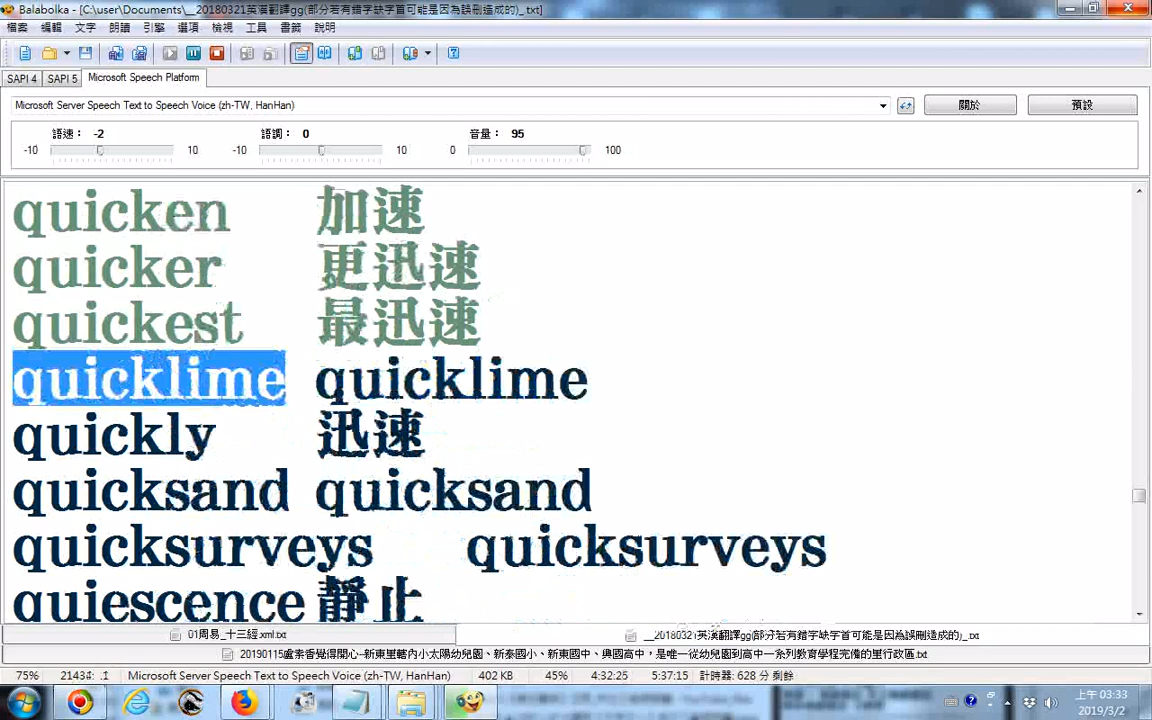 Balabolka - [C:\user\Documents\__20180321英漢翻譯gg(部分若有錯字缺字首可能是因為誤刪造成的)_.txt]
檔案 編輯 文字 朗讀 引擎 選項 檢視 工具 書籤 說明
SAPI 4 SAPI 5 Microsoft Speech Platform
Microsoft Server Speech Text to Speech Voice (zh-TW, HanHan) 關於 預設
語速： -2 語調： 0 音量： 95
-10 10 -10 10 0 100
quicken 加速
quicker 更迅速
quickest 最迅速
quicklime quicklime
quickly 迅速
quicksand quicksand
quicksurveys quicksurveys
quiescence 靜止
01周易_十三經.xml.txt __20180321英漢翻譯gg(部分若有錯字缺字首可能是因為誤刪造成的)_.txt
20190115盧素香覺得開心-新東里轄內小太陽幼兒園、新泰國小、新東國中、興國高中，是唯一從幼兒園到高中一系列教育學程完備的里行政區.txt
75% Microsoft Server Speech Text to Speech Voice (zh-TW, HanHan) 402 KB 45% 4:32:25 5:37:15 計時器: 628 分 剩餘
上午 03:33
2019/3/2